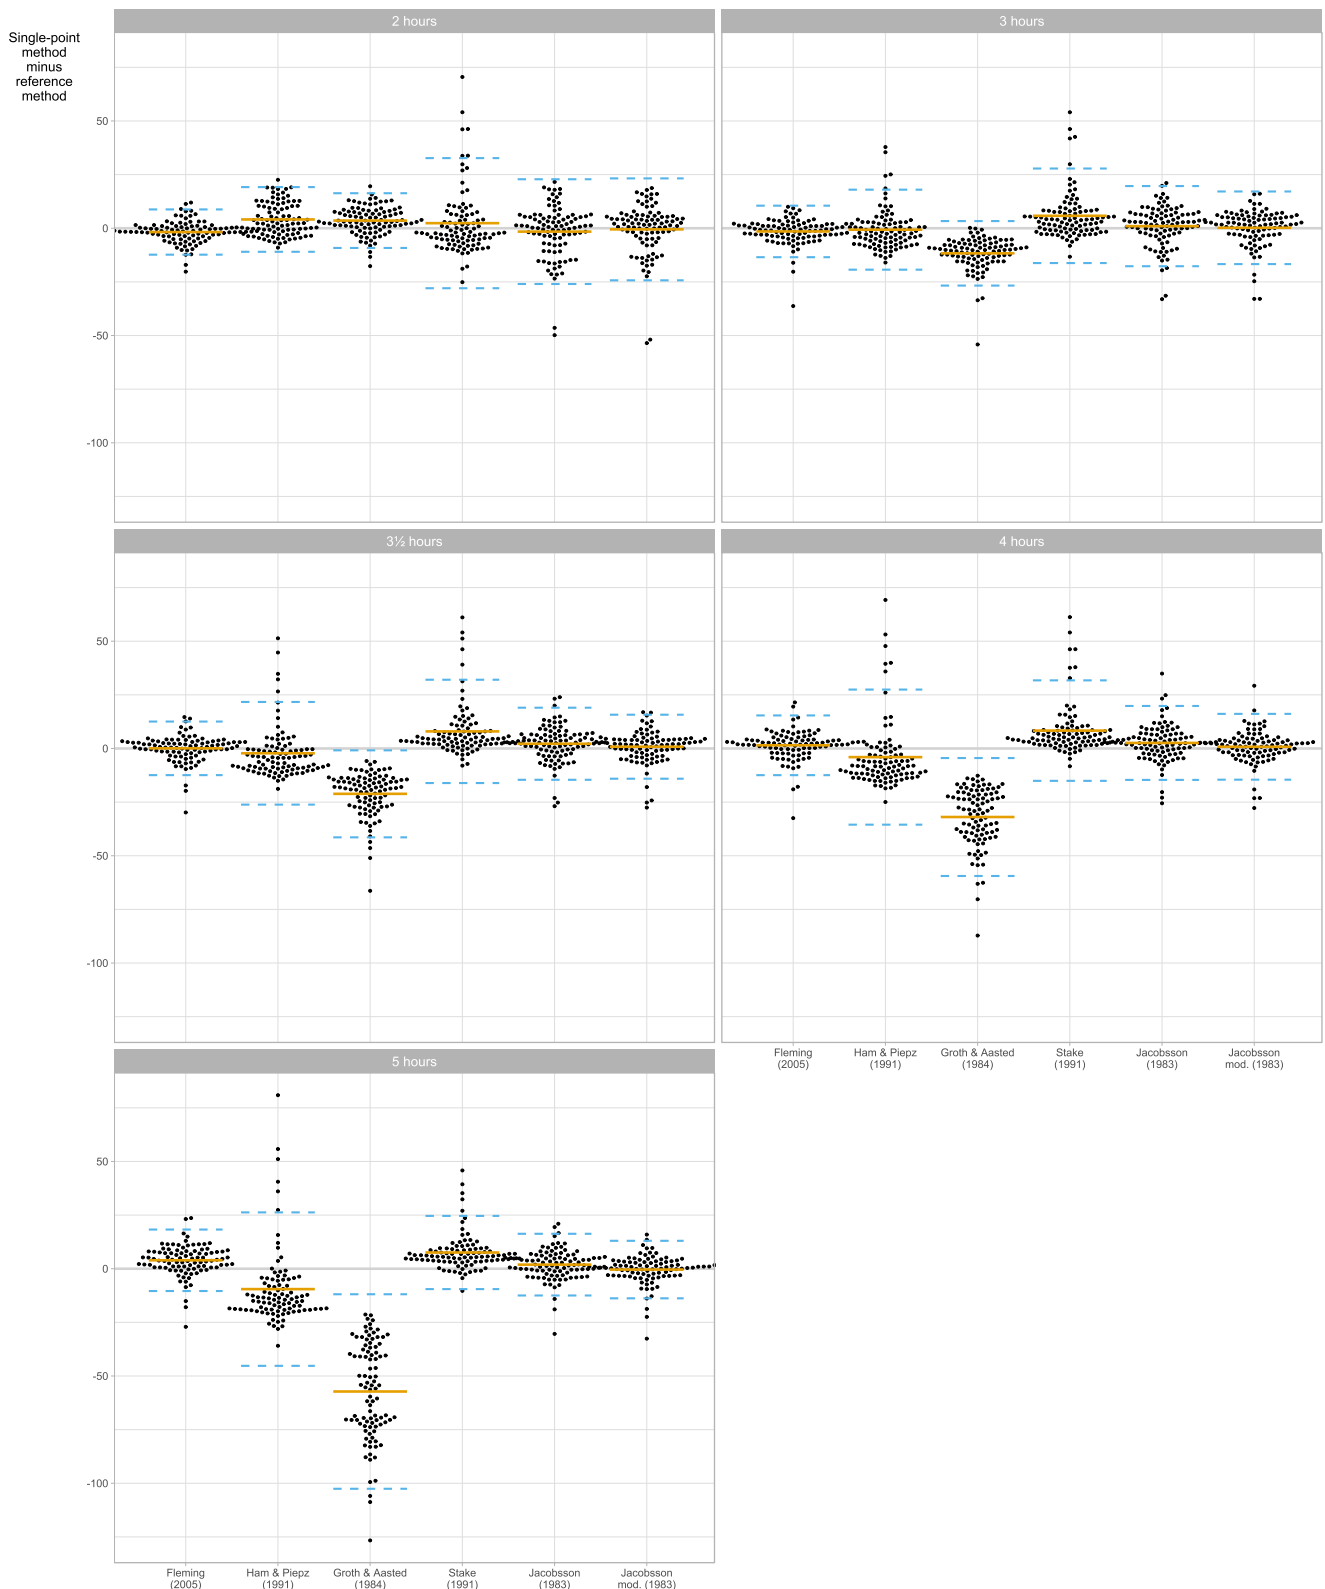 2 hours
3 hours
Single-point
method
minus
reference
method
50
0
-50
-100
3½ hours
4 hours
50
0
-50
-100
Fleming
(2005)
Ham & Piepz
(1991)
Groth & Aasted
(1984)
Stake
(1991)
Jacobsson
(1983)
Jacobsson
mod. (1983)
5 hours
50
0
-50
-100
Fleming
(2005)
Ham & Piepz
(1991)
Groth & Aasted
(1984)
Stake
(1991)
Jacobsson
(1983)
Jacobsson
mod. (1983)